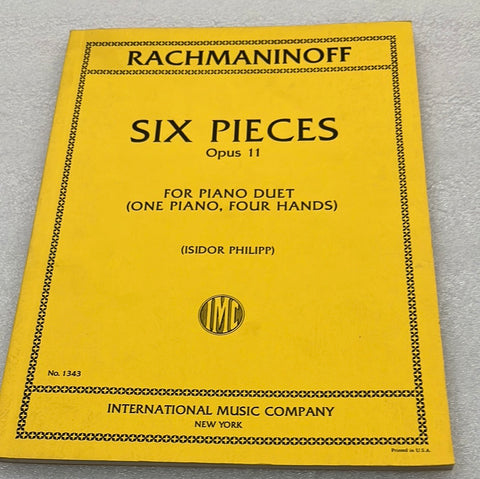 RACHMANINOFF
SIX PIECES
Opus 11
FOR PIANO DUET
(ONE PIANO, FOUR HANDS)
(ISIDOR PHILIPP)
IMC
No. 1343
INTERNATIONAL MUSIC COMPANY
NEW YORK
Printed in U.S.A.